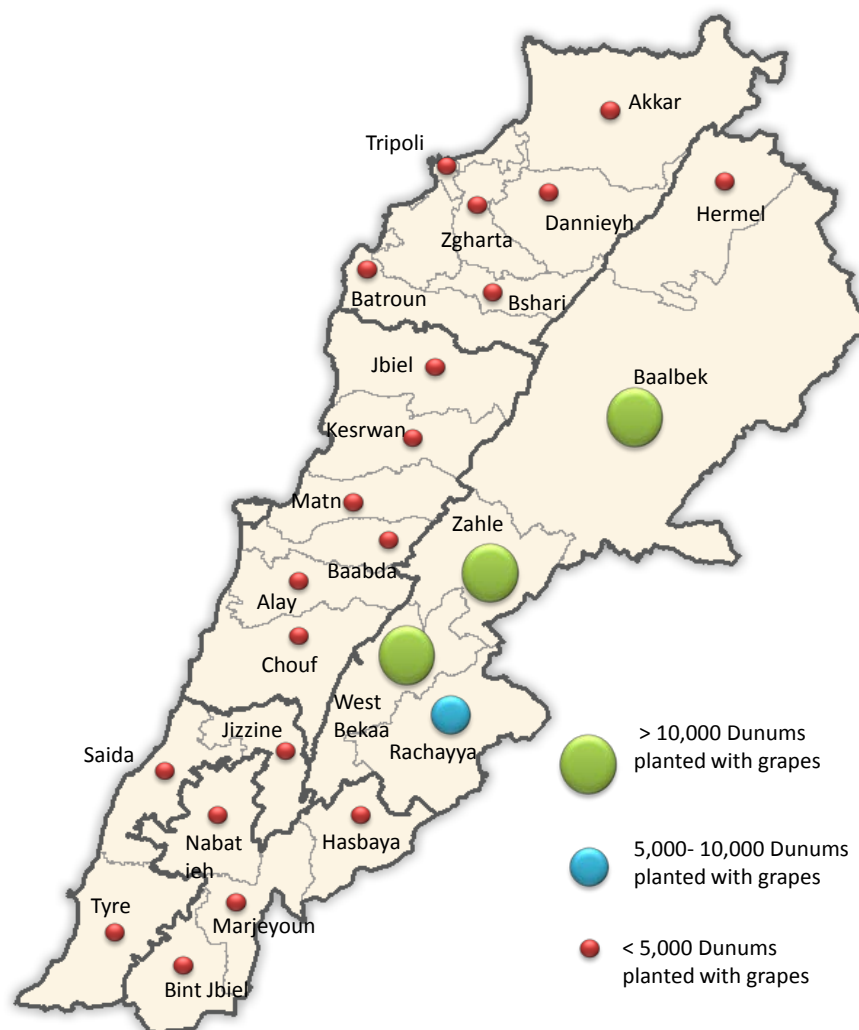 Akkar
Tripoli
Hermel
Dannieyh
Zgharta
Batroun
Bshari
Jbiel
Baalbek
Kesrwan
Matn
Zahle
Baabda
Alay
Chouf
West
Bekaa
Jizzine
Rachayya
Saida
Nabat
ieh
Hasbaya
Tyre
Marjeyoun
Bint Jbiel
> 10,000 Dunums
planted with grapes
5,000- 10,000 Dunums
planted with grapes
< 5,000 Dunums
planted with grapes